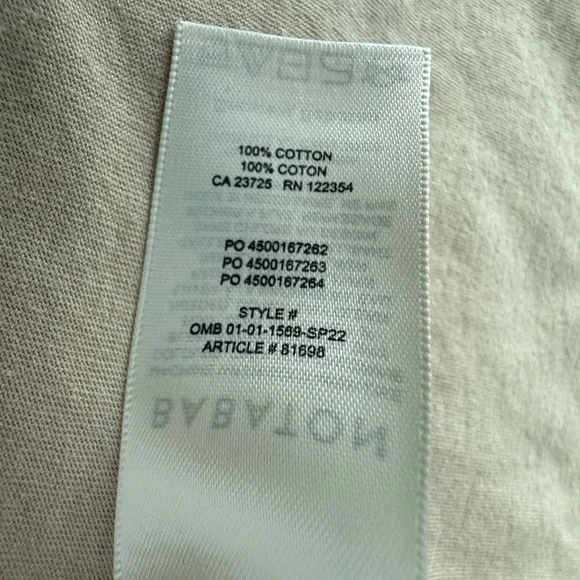 100% COTTON
100% COTON
CA 23725 RN 122354
PO 4500167262
PO 4500167263
PO 4500167264
STYLE #
OMB 01-01-1569-SP22
ARTICLE # 81698
BABATON